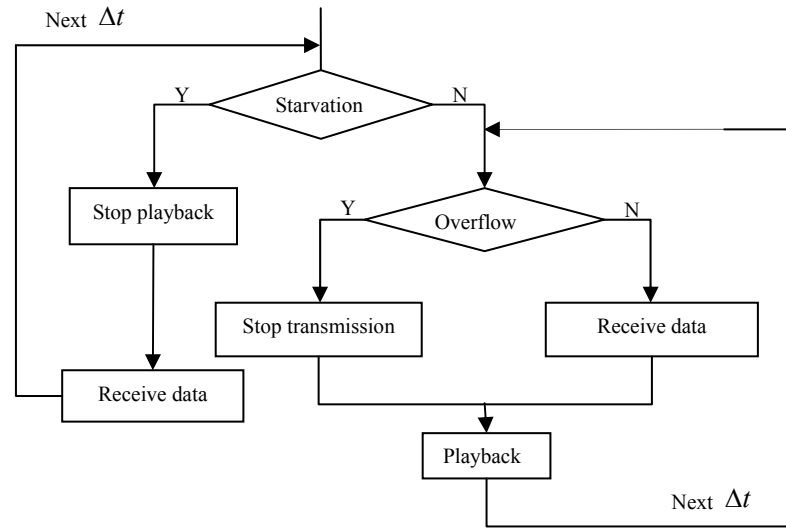 Next Δt
Starvation
Y
N
Stop playback
Overflow
Y
N
Stop transmission
Receive data
Receive data
Playback
Next Δt